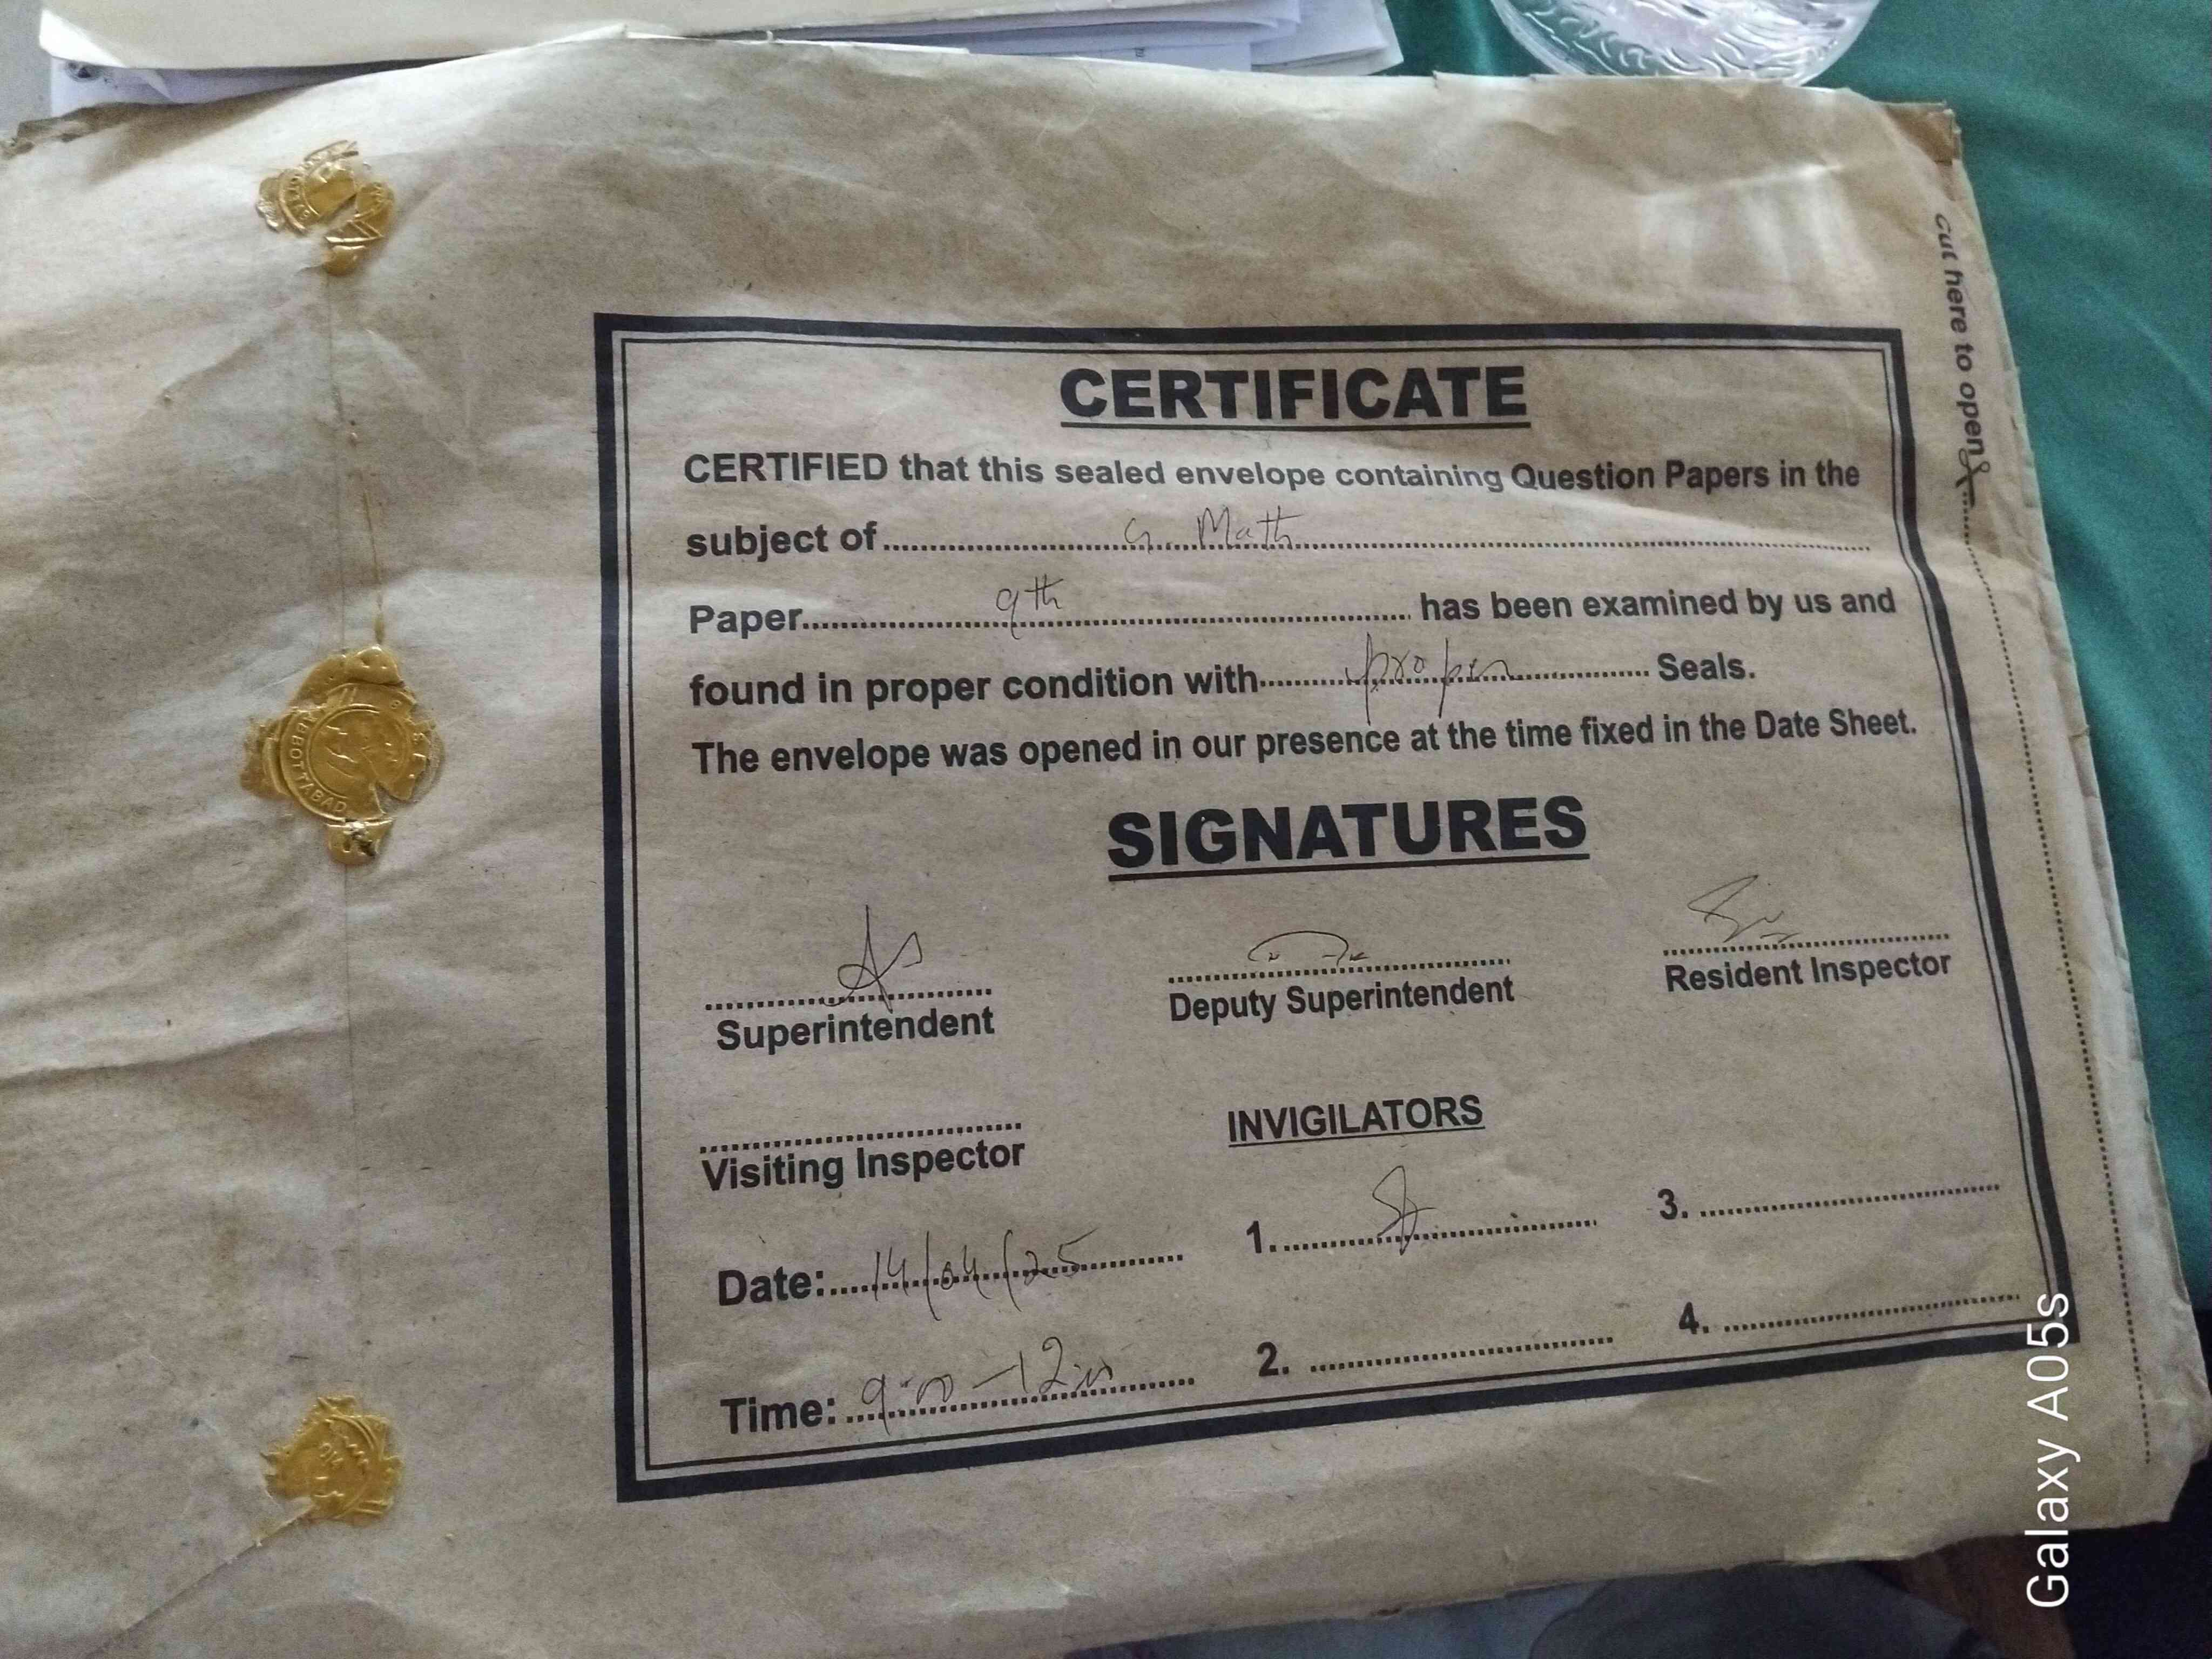 CERTIFICATE
CERTIFIED that this sealed envelope containing Question Papers in the
subject of G. Math
Paper 9th has been examined by us and
found in proper condition with proper Seals.
The envelope was opened in our presence at the time fixed in the Date Sheet.
SIGNATURES
Superintendent
Deputy Superintendent
Resident Inspector
Visiting Inspector
INVIGILATORS
Date: 14/04/25
1.
3.
Time: 9:00 - 12:00
2.
4.
cut here to open
ABBOTTABAD
Galaxy A05s